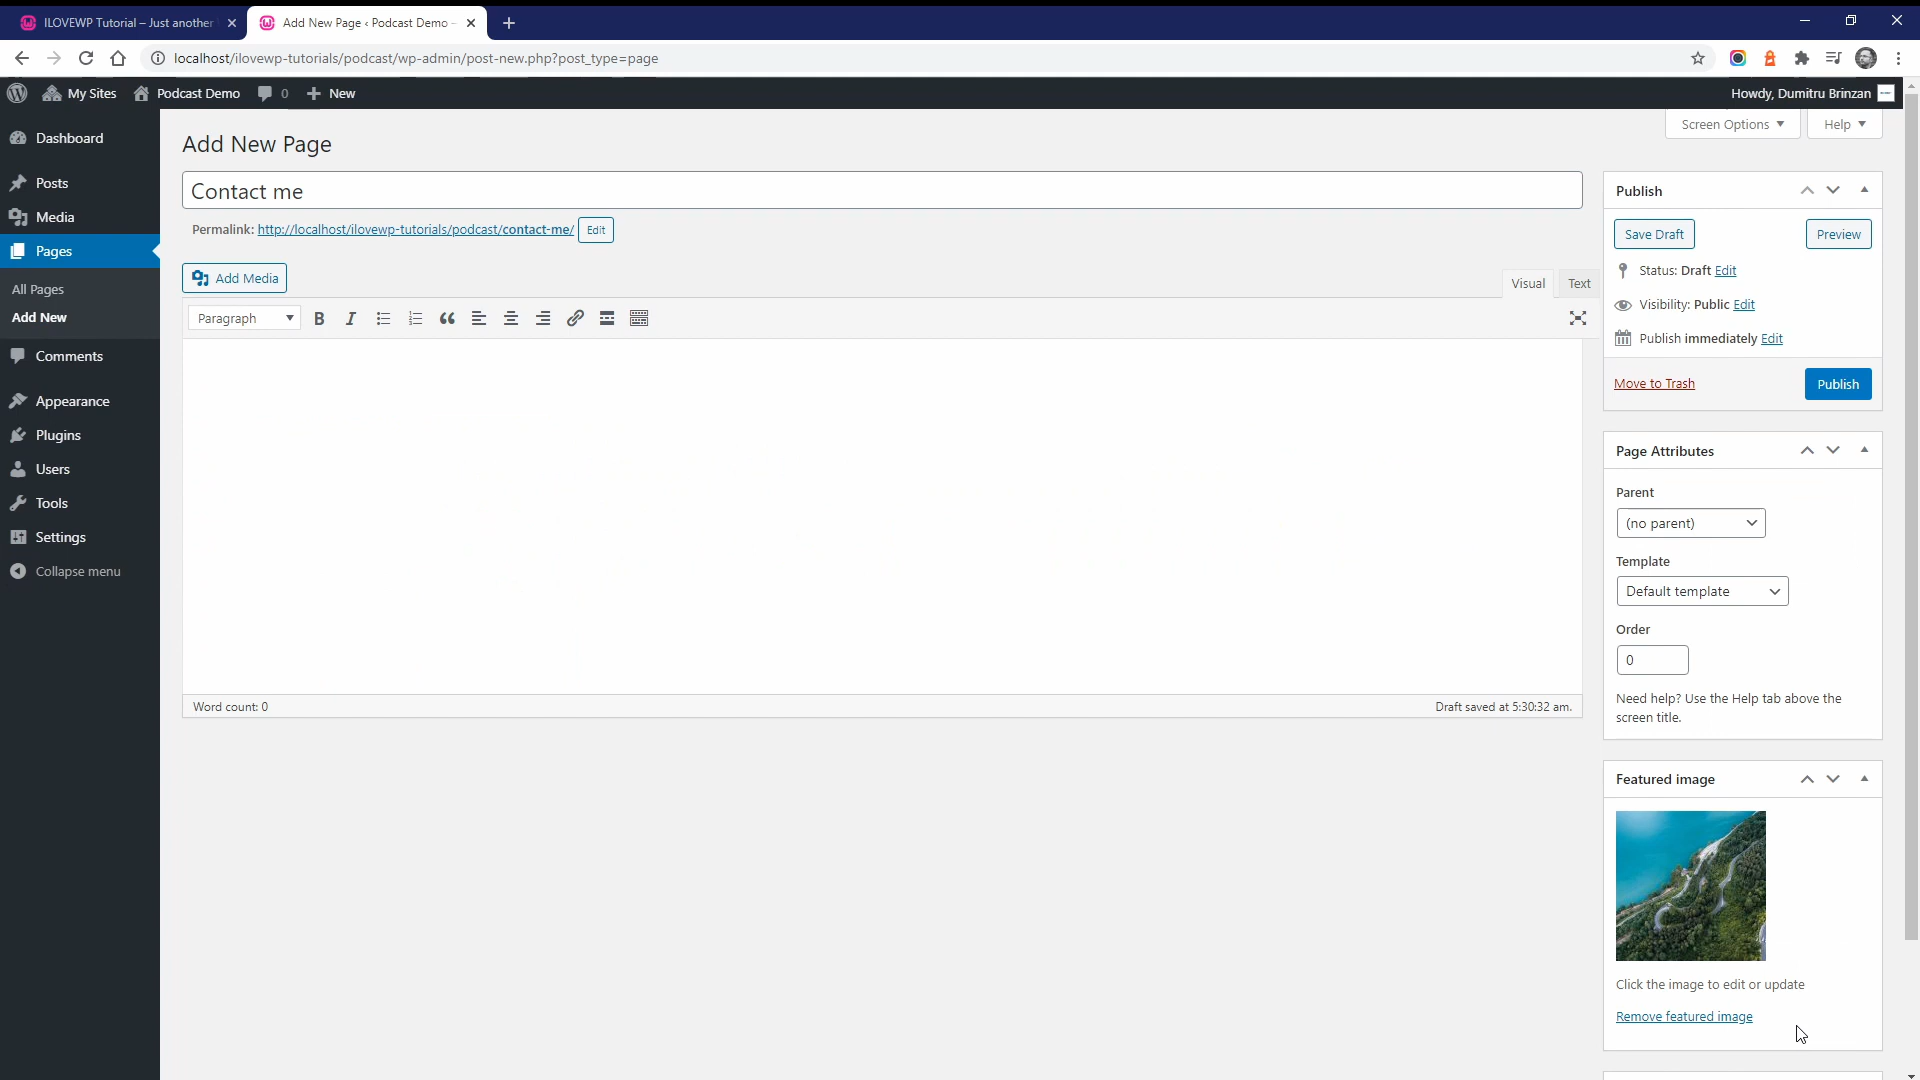 ILOVEWP Tutorial – Just another
Add New Page ‹ Podcast Demo –
localhost/ilovewp-tutorials/podcast/wp-admin/post-new.php?post_type=page
My Sites
Podcast Demo
0
New
Howdy, Dumitru Brinzan
Screen Options
Help
Dashboard
Posts
Media
Pages
All Pages
Add New
Comments
Appearance
Plugins
Users
Tools
Settings
Collapse menu
Add New Page
Contact me
Permalink: http://localhost/ilovewp-tutorials/podcast/contact-me/ Edit
Add Media
Visual
Text
Paragraph
B
I
Word count: 0
Draft saved at 5:30:32 am.
Publish
Save Draft
Preview
Status: Draft Edit
Visibility: Public Edit
Publish immediately Edit
Move to Trash
Publish
Page Attributes
Parent
(no parent)
Template
Default template
Order
0
Need help? Use the Help tab above the
screen title.
Featured image
Click the image to edit or update
Remove featured image